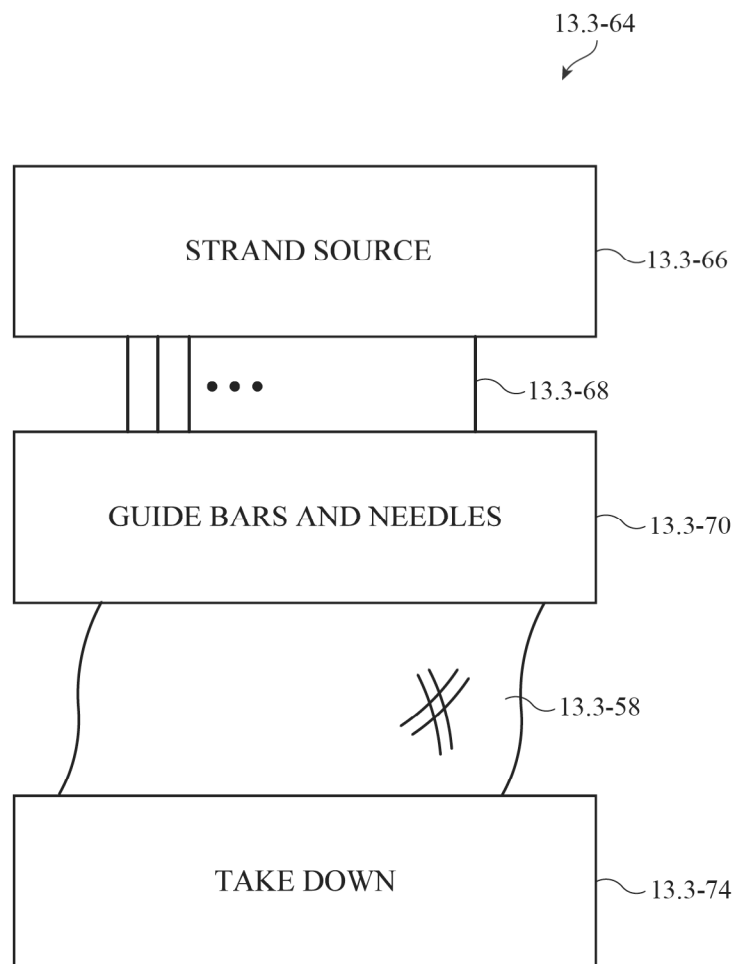 13.3-64
STRAND SOURCE
13.3-66
13.3-68
GUIDE BARS AND NEEDLES
13.3-70
13.3-58
TAKE DOWN
13.3-74